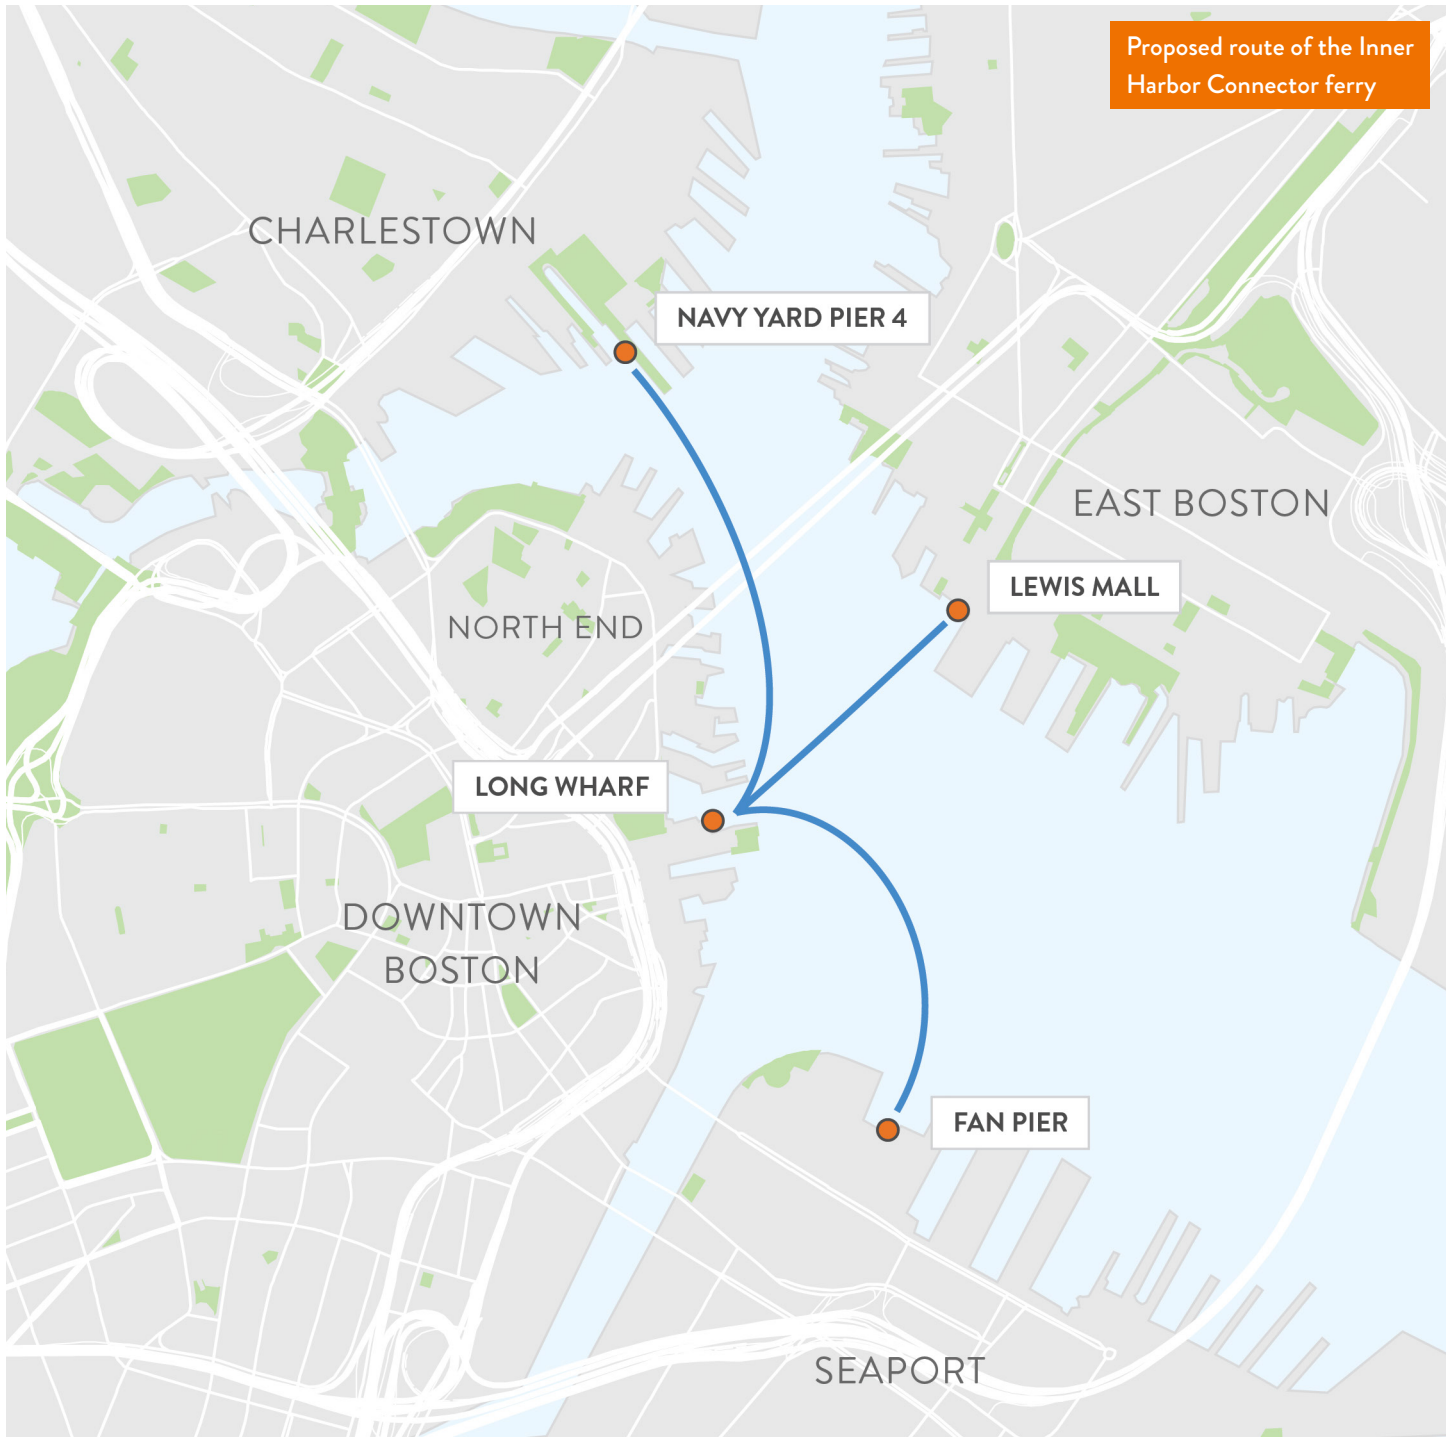 Proposed route of the Inner
Harbor Connector ferry
CHARLESTOWN
NAVY YARD PIER 4
EAST BOSTON
LEWIS MALL
NORTH END
LONG WHARF
DOWNTOWN
BOSTON
FAN PIER
SEAPORT